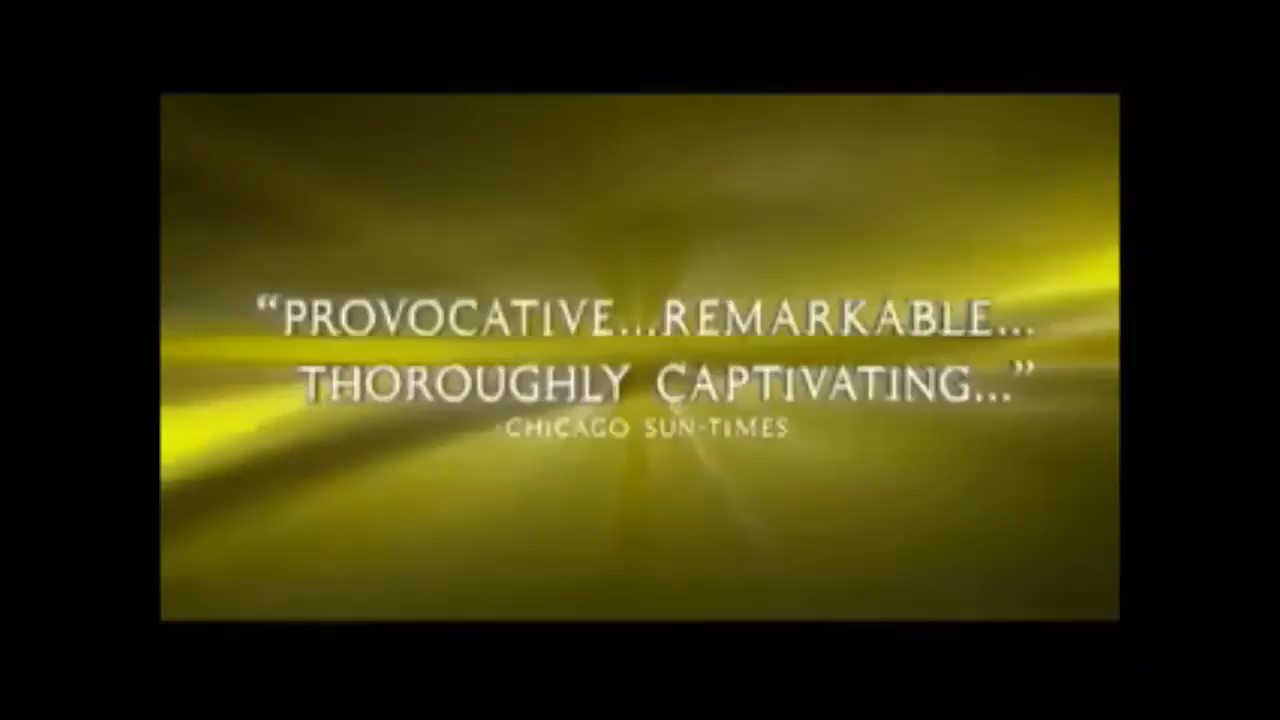 “PROVOCATIVE...REMARKABLE...
THOROUGHLY CAPTIVATING...”
-CHICAGO SUN-TIMES